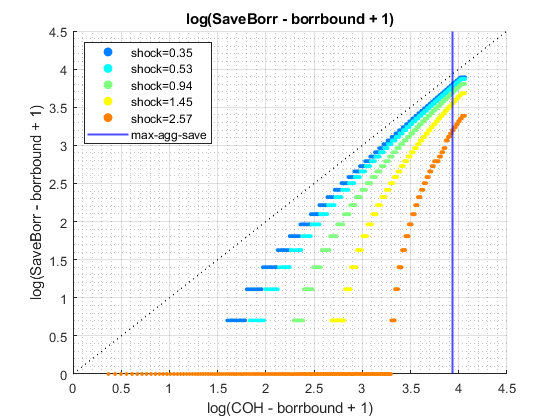 log(SaveBorr - borrbound + 1)
4.5
4
3.5
3
2.5
2
1.5
1
0.5
0
log(SaveBorr - borrbound + 1)
shock=0.35
shock=0.53
shock=0.94
shock=1.45
shock=2.57
max-agg-save
0 0.5 1 1.5 2 2.5 3 3.5 4 4.5
log(COH - borrbound + 1)